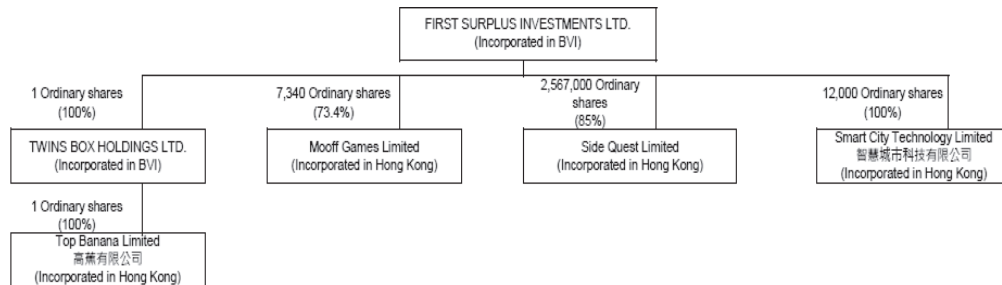 FIRST SURPLUS INVESTMENTS LTD.
(Incorporated in BVI)
1 Ordinary shares
(100%)
7,340 Ordinary shares
(73.4%)
2,567,000 Ordinary
shares
(85%)
12,000 Ordinary shares
(100%)
TWINS BOX HOLDINGS LTD.
(Incorporated in BVI)
Mooff Games Limited
(Incorporated in Hong Kong)
Side Quest Limited
(Incorporated in Hong Kong)
Smart City Technology Limited
智慧城市科技有限公司
(Incorporated in Hong Kong)
1 Ordinary shares
(100%)
Top Banana Limited
高蕉有限公司
(Incorporated in Hong Kong)